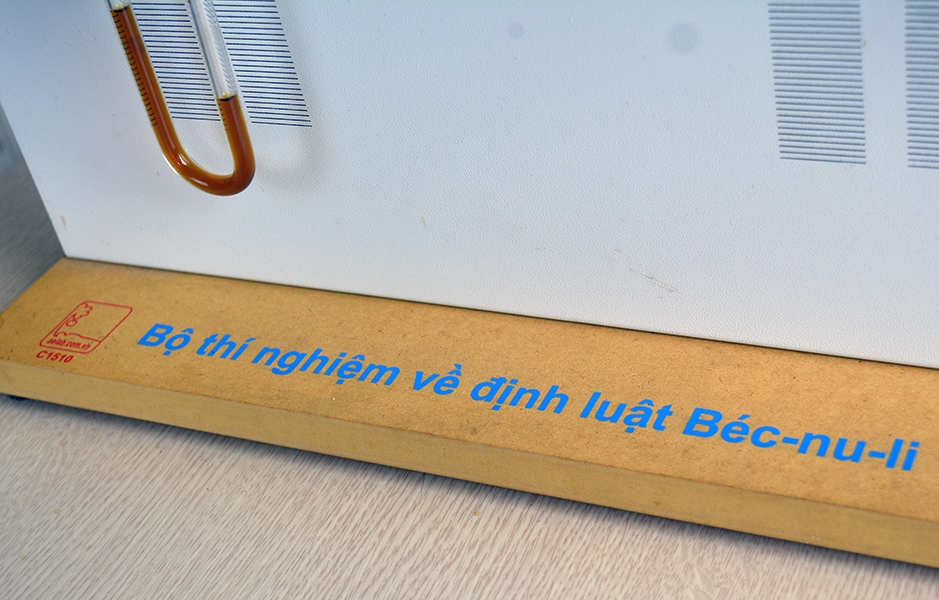 Bộ thí nghiệm về định luật Béc-nu-li
C1510